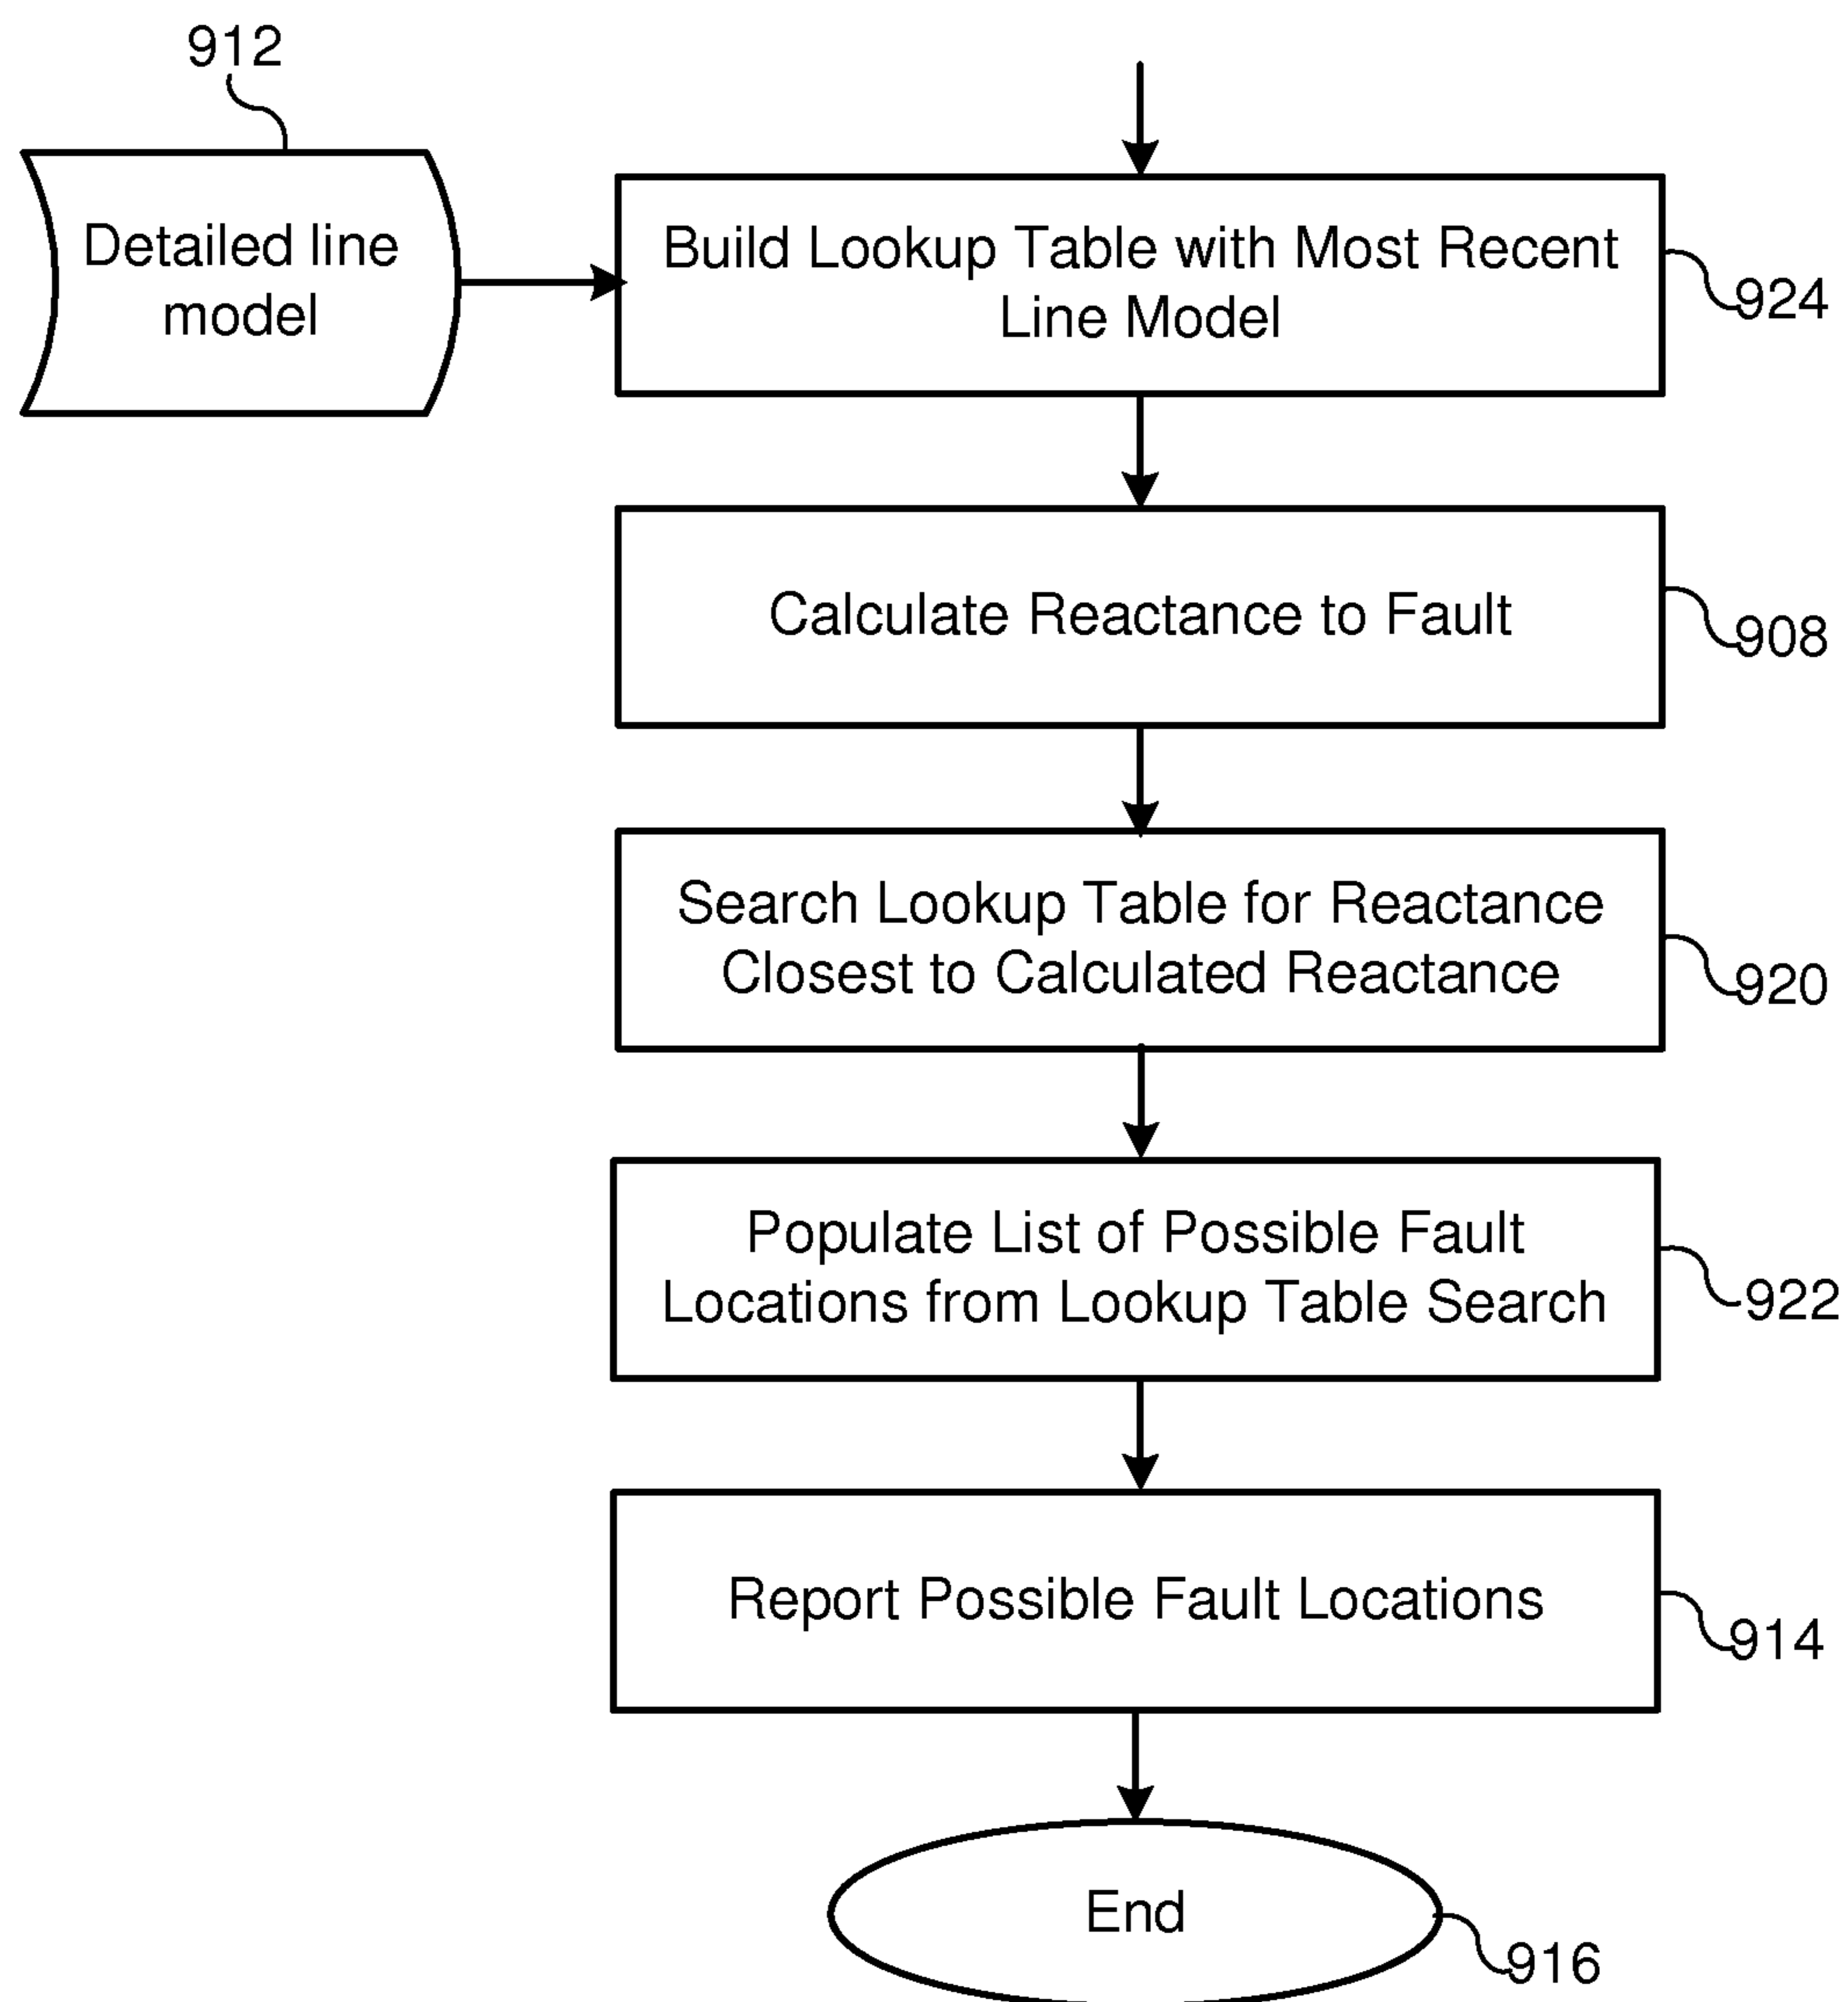 912
Detailed line
model
Build Lookup Table with Most Recent
Line Model
924
Calculate Reactance to Fault
908
Search Lookup Table for Reactance
Closest to Calculated Reactance
920
Populate List of Possible Fault
Locations from Lookup Table Search
922
Report Possible Fault Locations
914
End
916